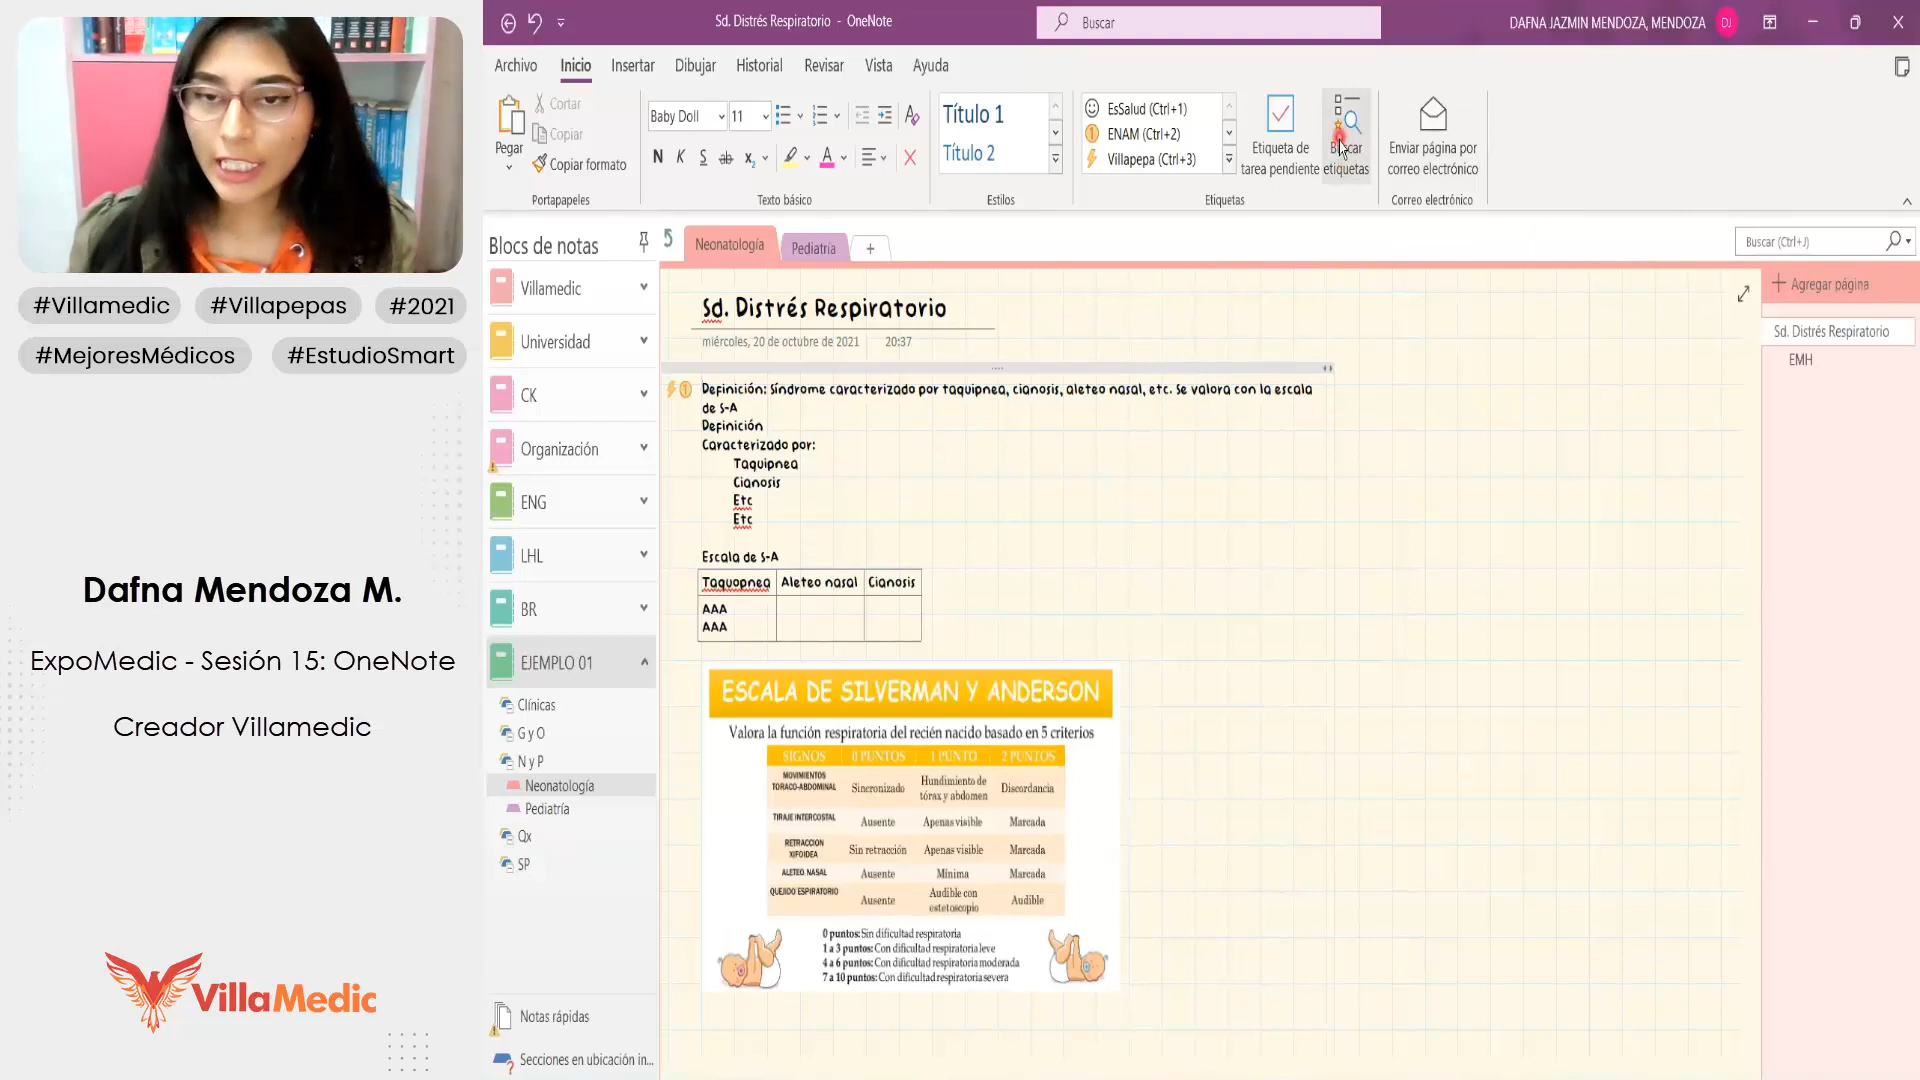 Sd. Distrés Respiratorio - OneNote
Buscar
DAFNA JAZMIN MENDOZA, MENDOZA
DJ
Archivo
Inicio
Insertar
Dibujar
Historial
Revisar
Vista
Ayuda
Pegar
Cortar
Copiar
Copiar formato
Portapapeles
Baby Doll
11
N K S ab x₂
Texto básico
Título 1
Título 2
Estilos
EsSalud (Ctrl+1)
ENAM (Ctrl+2)
Villapepa (Ctrl+3)
Etiqueta de
tarea pendiente
Buscar
etiquetas
Etiquetas
Enviar página por
correo electrónico
Correo electrónico
#Villamedic
#Villapepas
#2021
#MejoresMédicos
#EstudioSmart
Dafna Mendoza M.
ExpoMedic - Sesión 15: OneNote
Creador Villamedic
VillaMedic
Blocs de notas
Villamedic
Universidad
CK
Organización
ENG
LHL
BR
EJEMPLO 01
Clínicas
G y O
N y P
Neonatología
Pediatría
Qx
SP
Notas rápidas
Secciones en ubicación in...
Neonatología
Pediatría
+
Buscar (Ctrl+J)
Agregar página
Sd. Distrés Respiratorio
EMH
Sd. Distrés Respiratorio
miércoles, 20 de octubre de 2021
20:37
Definición: Síndrome caracterizado por taquipnea, cianosis, aleteo nasal, etc. Se valora con la escala
de S-A
Definición
Caracterizado por:
Taquipnea
Cianosis
Etc
Etc
Escala de S-A
Taquopnea
Aleteo nasal
Cianosis
AAA
AAA
ESCALA DE SILVERMAN Y ANDERSON
Valora la función respiratoria del recién nacido basado en 5 criterios
SIGNOS 0 PUNTOS 1 PUNTO 2 PUNTOS
MOVIMIENTOS
TORACO-ABDOMINAL
Sincronizado
Hundimiento de
tórax y abdomen
Discordancia
TIRAJE INTERCOSTAL
Ausente
Apenas visible
Marcada
RETRACCION
XIFOIDEA
Sin retracción
Apenas visible
Marcada
ALETEO NASAL
Ausente
Mínima
Marcada
QUEJIDO ESPIRATORIO
Ausente
Audible con
estetoscopio
Audible
0 puntos: Sin dificultad respiratoria
1 a 3 puntos: Con dificultad respiratoria leve
4 a 6 puntos: Con dificultad respiratoria moderada
7 a 10 puntos: Con dificultad respiratoria severa